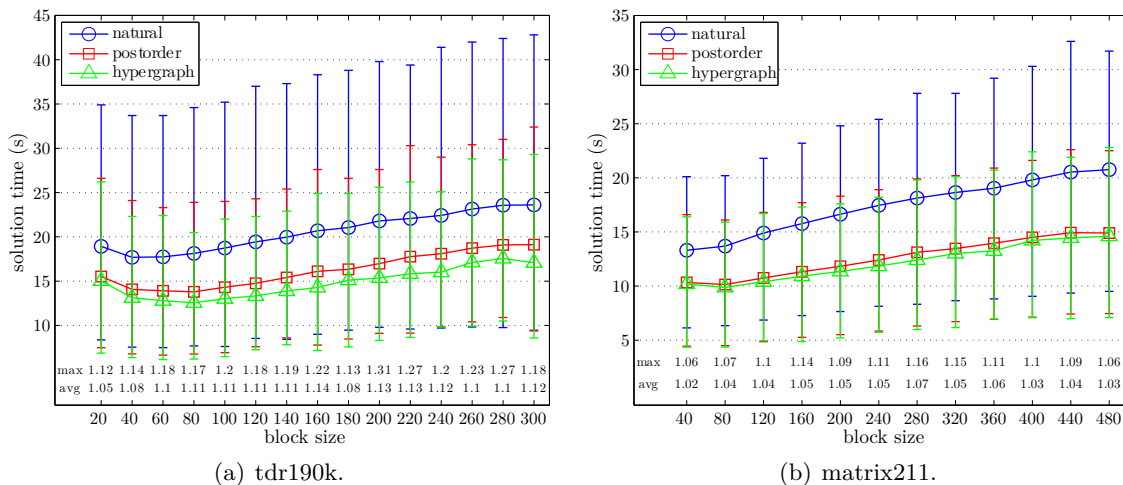 45
40
35
30
25
20
15
10
solution time (s)
natural
postorder
hypergraph
max 1.12 1.14 1.18 1.17 1.2 1.18 1.19 1.22 1.13 1.31 1.27 1.2 1.23 1.27 1.18
avg 1.05 1.08 1.1 1.11 1.11 1.11 1.11 1.14 1.08 1.13 1.13 1.12 1.1 1.1 1.12
20 40 60 80 100 120 140 160 180 200 220 240 260 280 300
block size
(a) tdr190k.
35
30
25
20
15
10
5
solution time (s)
natural
postorder
hypergraph
max 1.06 1.07 1.1 1.14 1.09 1.11 1.16 1.15 1.11 1.1 1.09 1.06
avg 1.02 1.04 1.04 1.05 1.05 1.05 1.07 1.05 1.06 1.03 1.04 1.03
40 80 120 160 200 240 280 320 360 400 440 480
block size
(b) matrix211.